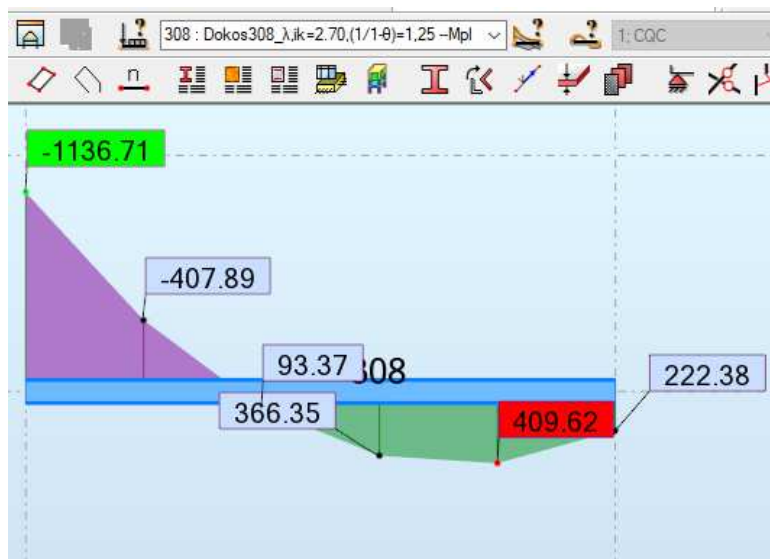 308 : Dokos308_λ,ik=2.70,(1/1-θ)=1,25 --Mpl
1; CQC
n
-1136.71
-407.89
93.37
308
222.38
366.35
409.62